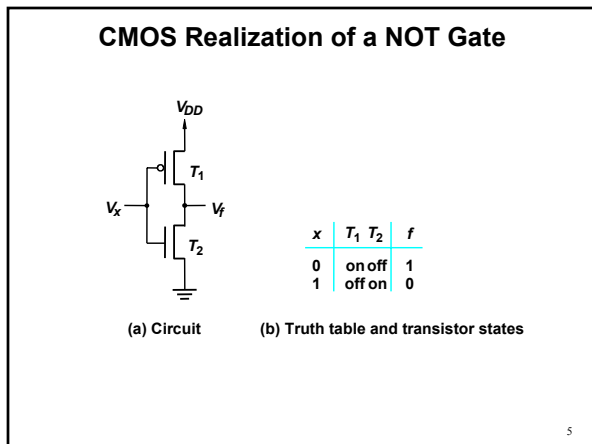 CMOS Realization of a NOT Gate
VDD
T1
Vx
Vf
T2
x T1 T2 f
0 on off 1
1 off on 0
(a) Circuit
(b) Truth table and transistor states
5